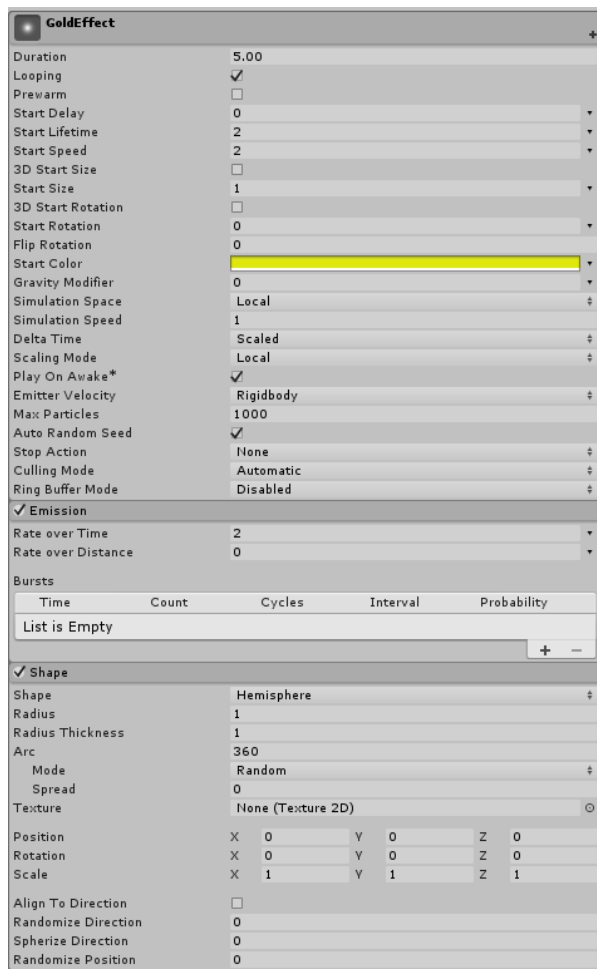 GoldEffect
Duration 5.00
Looping
Prewarm
Start Delay 0
Start Lifetime 2
Start Speed 2
3D Start Size
Start Size 1
3D Start Rotation
Start Rotation 0
Flip Rotation 0
Start Color
Gravity Modifier 0
Simulation Space Local
Simulation Speed 1
Delta Time Scaled
Scaling Mode Local
Play On Awake*
Emitter Velocity Rigidbody
Max Particles 1000
Auto Random Seed
Stop Action None
Culling Mode Automatic
Ring Buffer Mode Disabled
Emission
Rate over Time 2
Rate over Distance 0
Bursts
Time Count Cycles Interval Probability
List is Empty
+ −
Shape
Shape Hemisphere
Radius 1
Radius Thickness 1
Arc 360
Mode Random
Spread 0
Texture None (Texture 2D)
Position X 0 Y 0 Z 0
Rotation X 0 Y 0 Z 0
Scale X 1 Y 1 Z 1
Align To Direction
Randomize Direction 0
Spherize Direction 0
Randomize Position 0